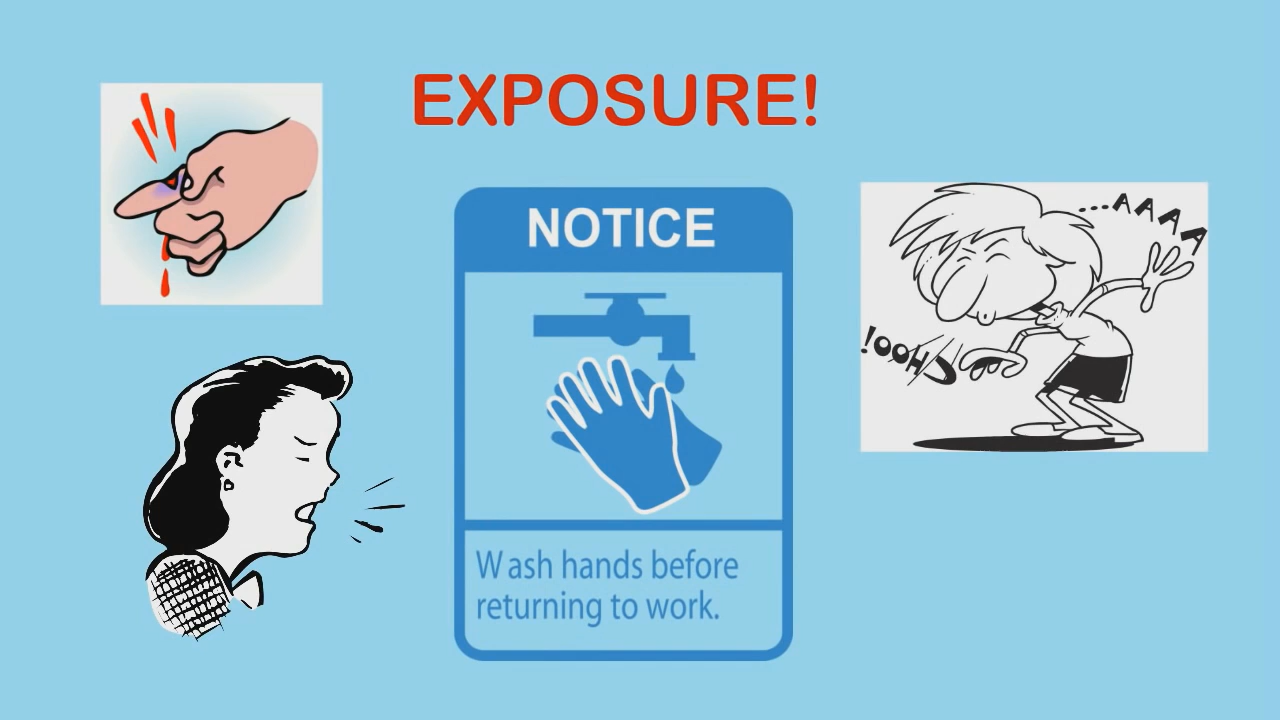 EXPOSURE!
NOTICE
...AAAA
CHOO!
Wash hands before
returning to work.